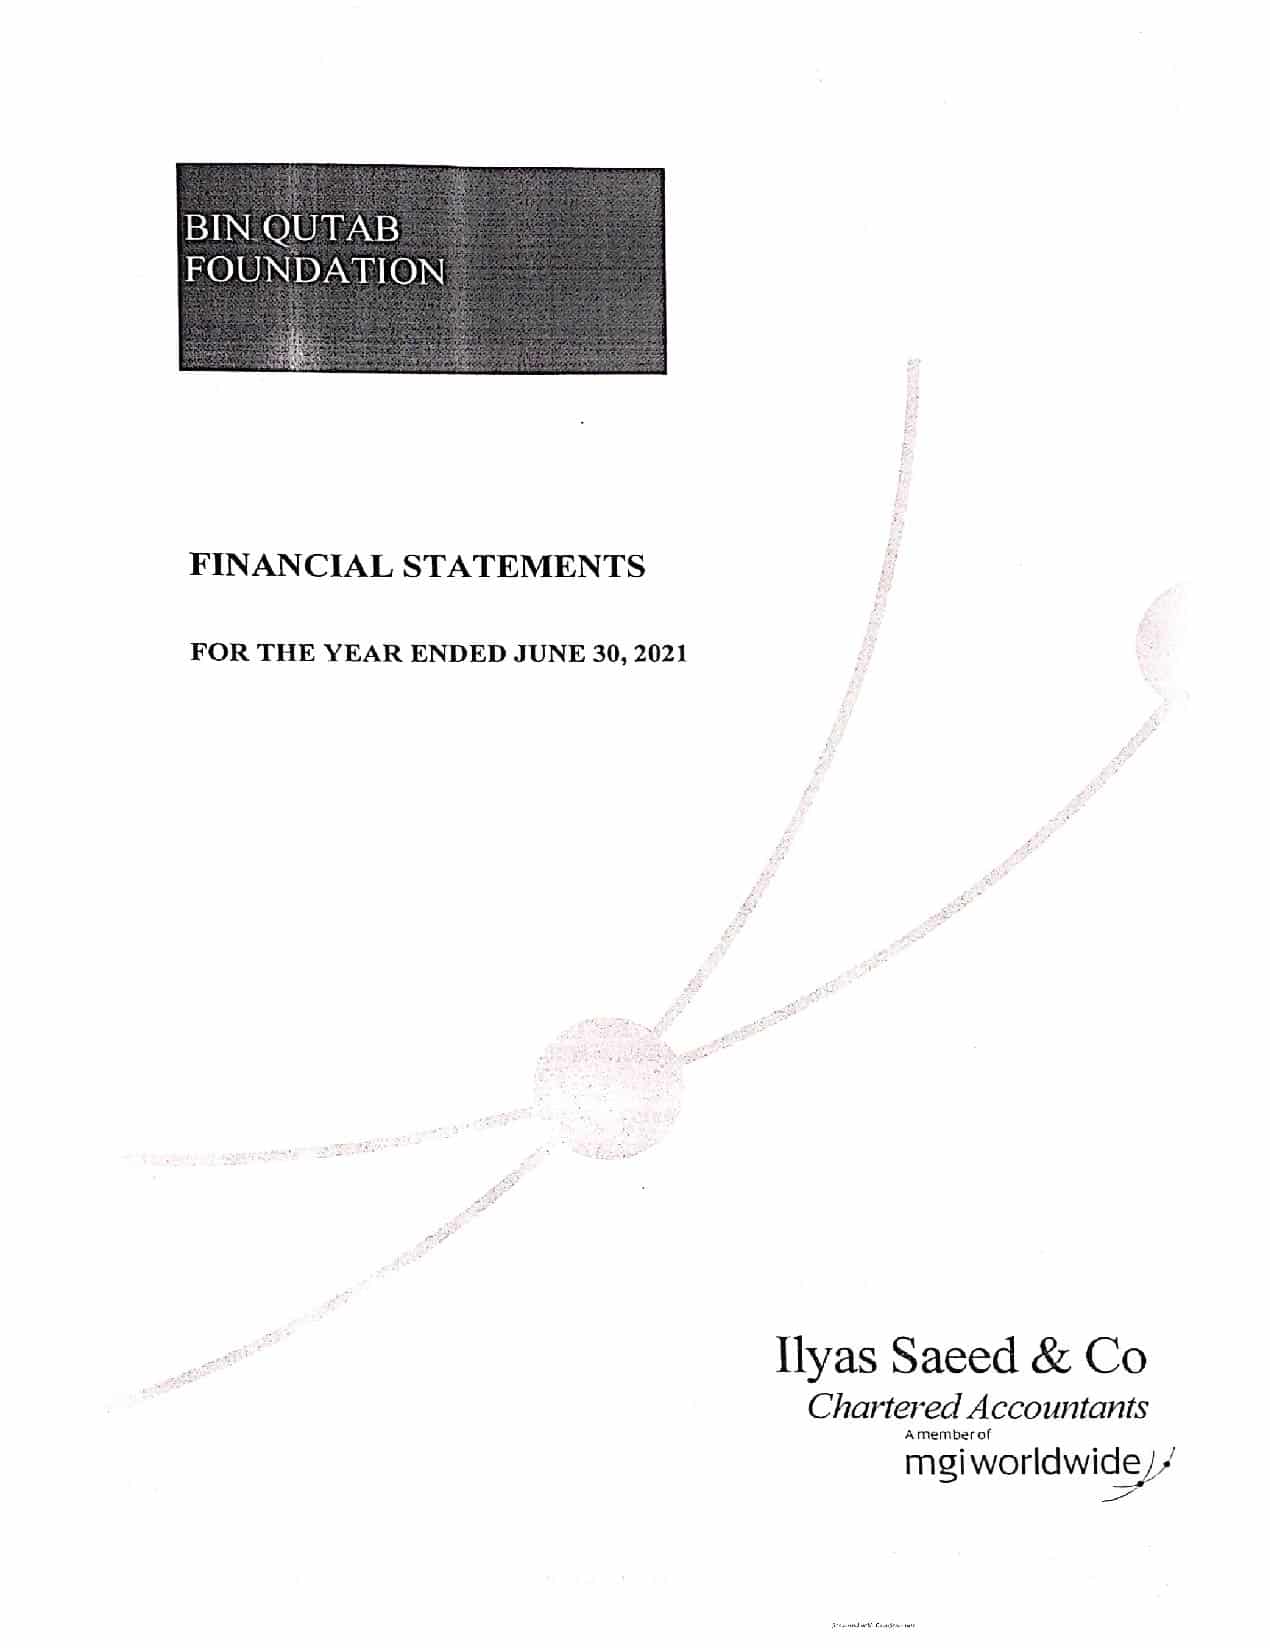 BIN QUTAB
FOUNDATION
FINANCIAL STATEMENTS
FOR THE YEAR ENDED JUNE 30, 2021
Ilyas Saeed & Co
Chartered Accountants
A member of
mgiworldwide